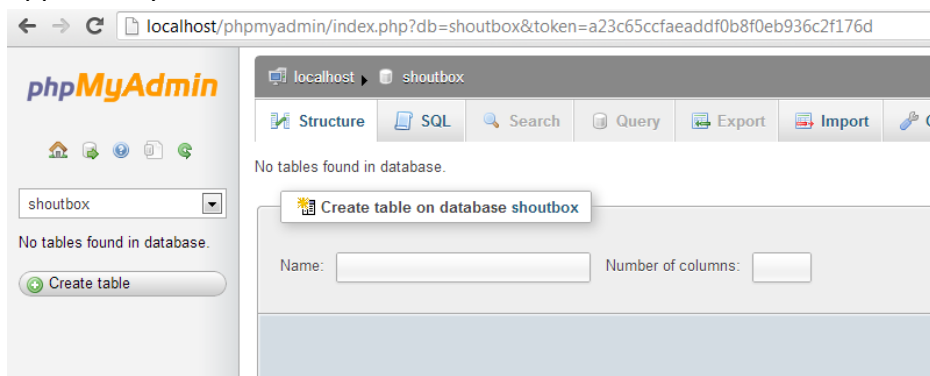 localhost/phpmyadmin/index.php?db=shoutbox&token=a23c65ccfaeaddf0b8f0eb936c2f176d
phpMyAdmin
localhost shoutbox
Structure SQL Search Query Export Import
No tables found in database.
shoutbox
Create table on database shoutbox
No tables found in database.
Name: Number of columns:
Create table